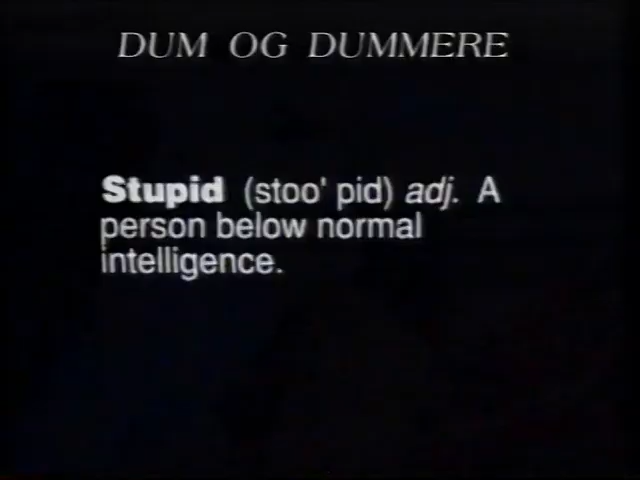 DUM OG DUMMERE
Stupid (stoo' pid) adj. A
person below normal
intelligence.